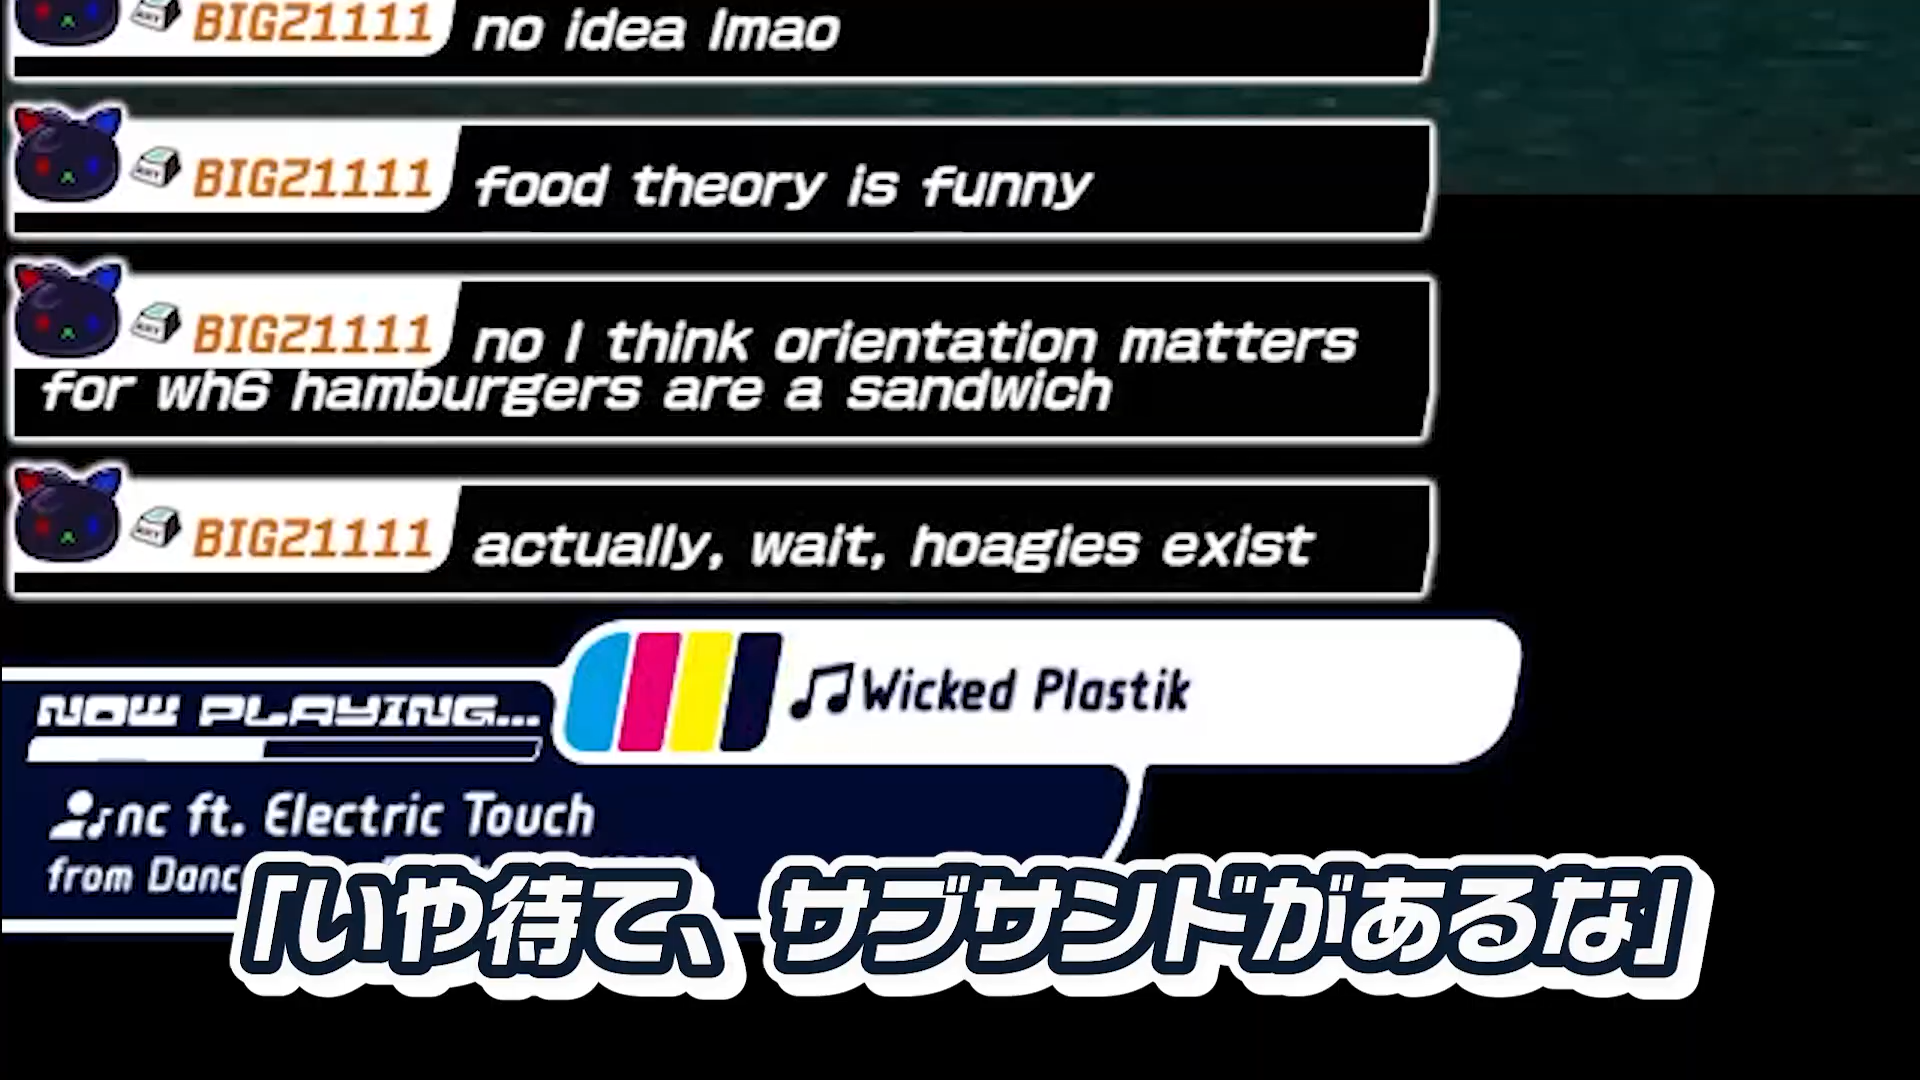 BIG21111 no idea lmao
BIG21111 food theory is funny
BIG21111 no I think orientation matters
for wh6 hamburgers are a sandwich
BIG21111 actually, wait, hoagies exist
♫Wicked Plastik
NOW PLAYING...
nc ft. Electric Touch
from Danc
「いや待て、サブサンドがあるな」